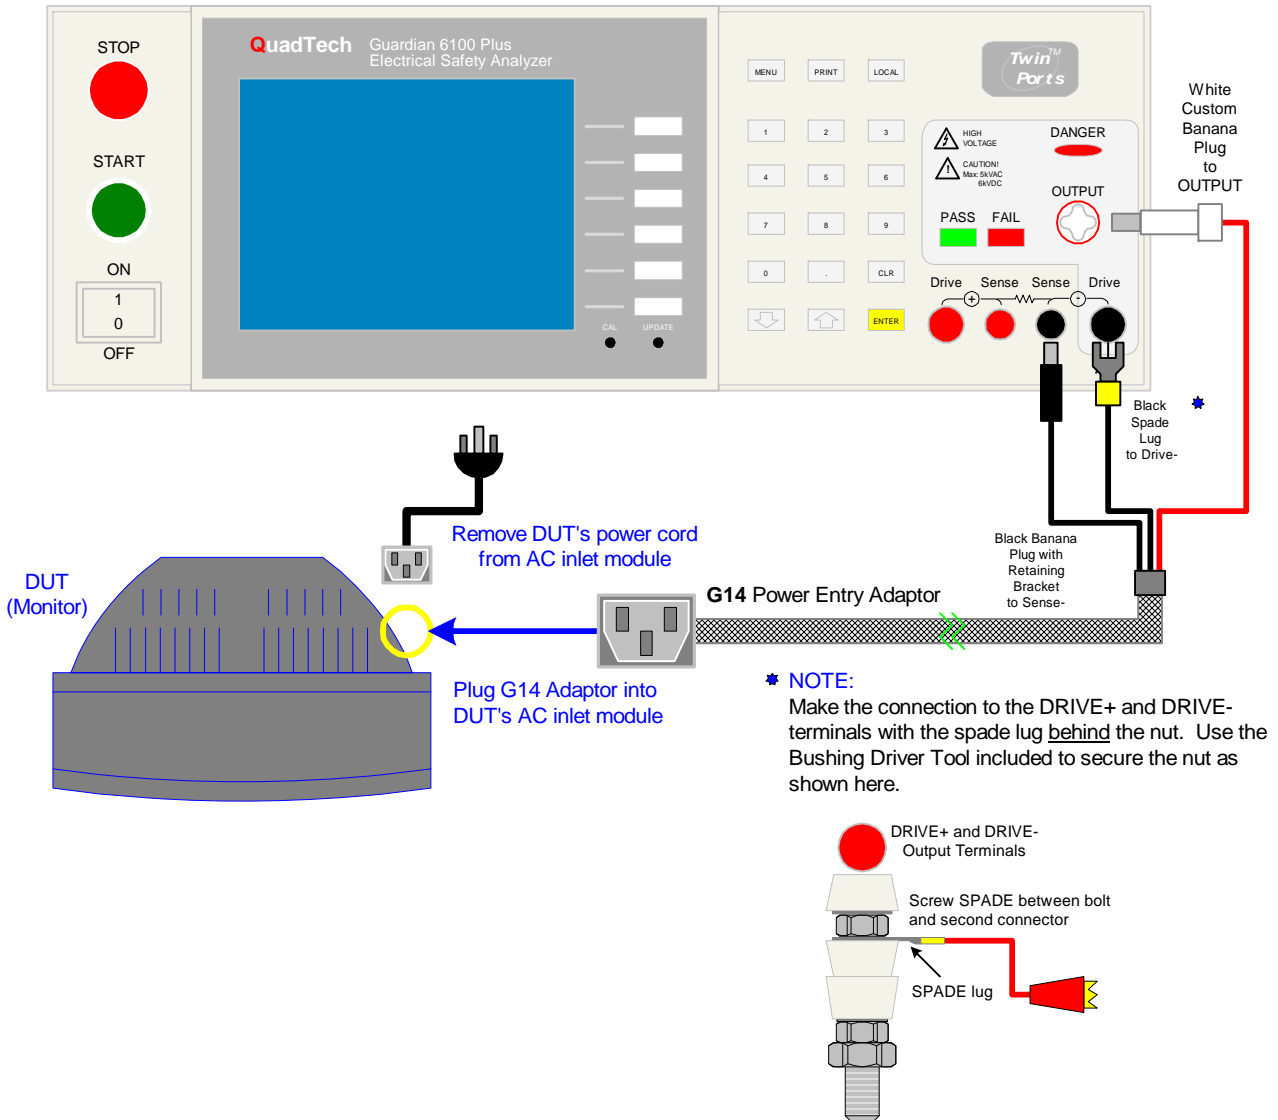 STOP
START
ON
1
0
OFF
QuadTech
Guardian 6100 Plus
Electrical Safety Analyzer
CAL
UPDATE
MENU
PRINT
LOCAL
1
2
3
4
5
6
7
8
9
0
.
CLR
ENTER
Twin™
Ports
HIGH
VOLTAGE
CAUTION!
Max: 5kVAC
6kVDC
DANGER
OUTPUT
PASS
FAIL
Drive
Sense
Sense
Drive
+
-
White
Custom
Banana
Plug
to
OUTPUT
Black
Spade
Lug
to Drive-
Black Banana
Plug with
Retaining
Bracket
to Sense-
Remove DUT's power cord
from AC inlet module
DUT
(Monitor)
G14 Power Entry Adaptor
Plug G14 Adaptor into
DUT's AC inlet module
NOTE:
Make the connection to the DRIVE+ and DRIVE-
terminals with the spade lug behind the nut. Use the
Bushing Driver Tool included to secure the nut as
shown here.
DRIVE+ and DRIVE-
Output Terminals
Screw SPADE between bolt
and second connector
SPADE lug